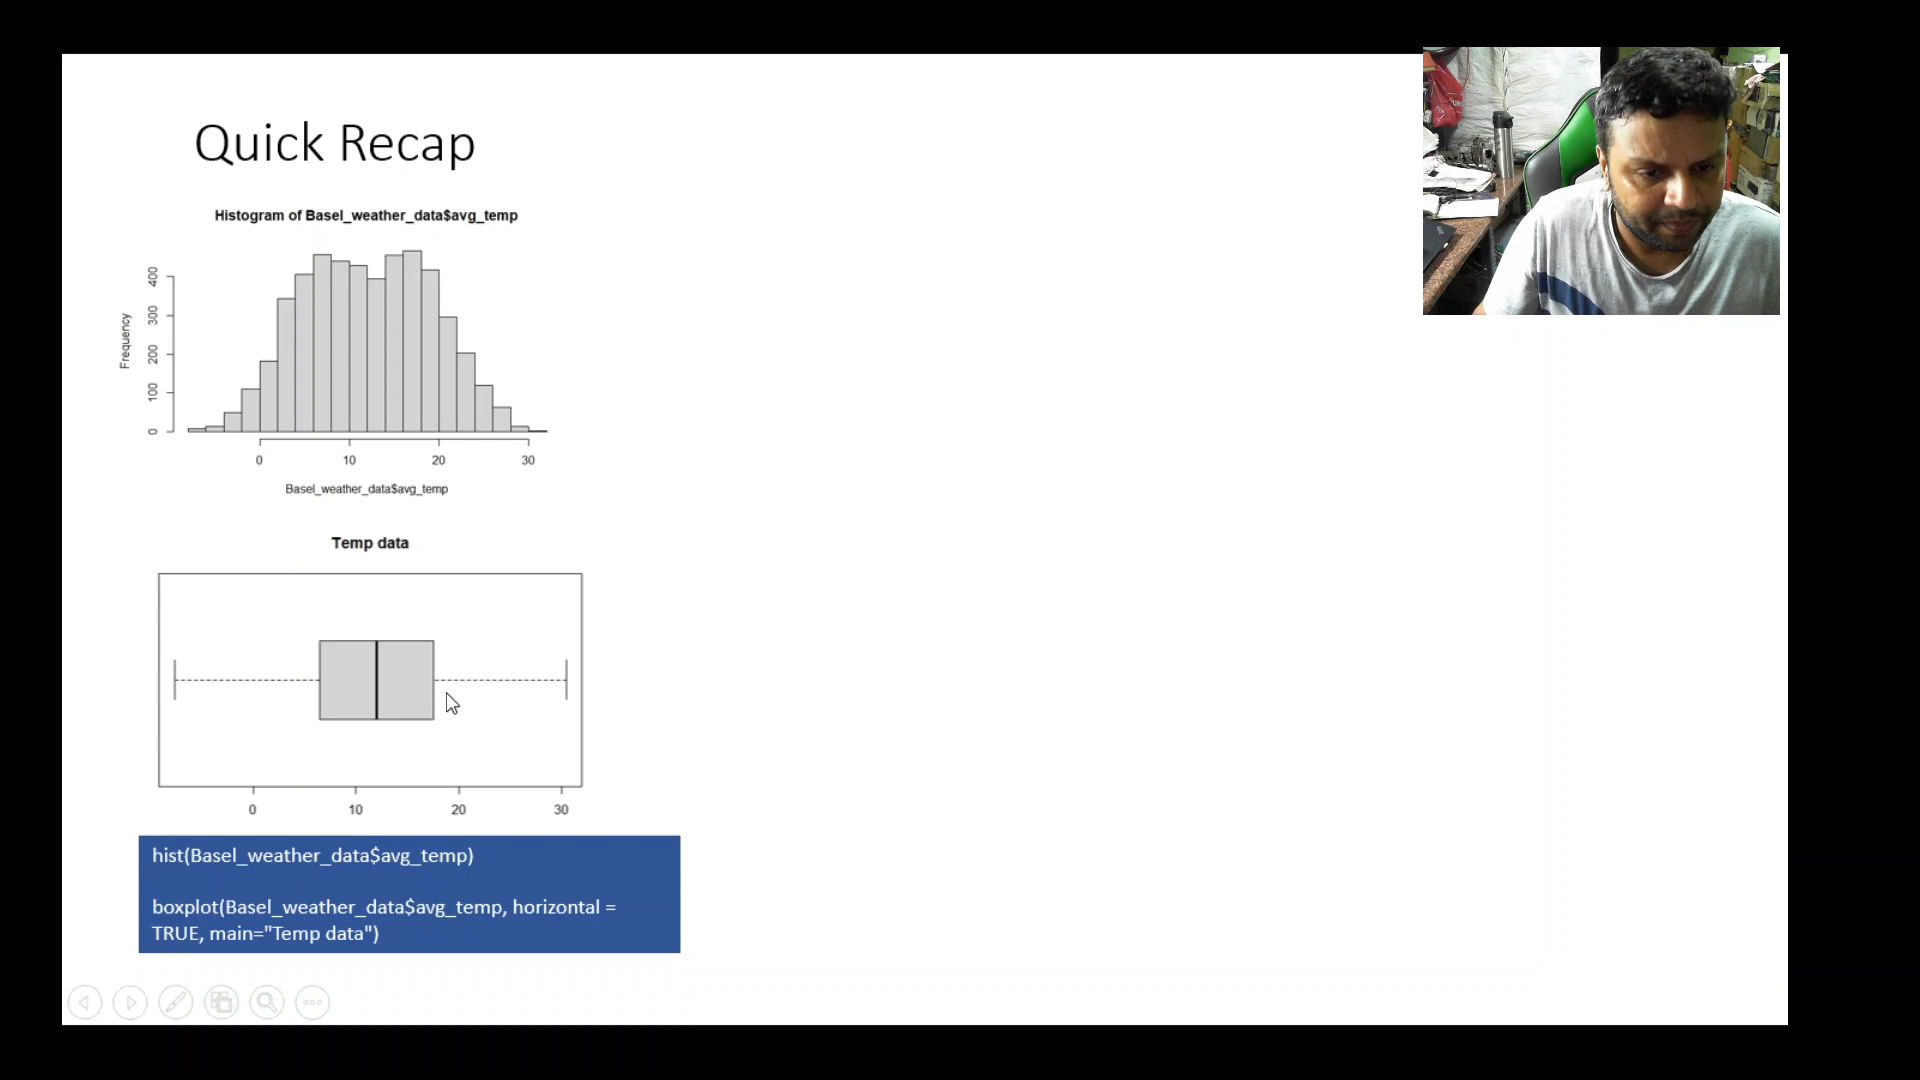 Quick Recap
Histogram of Basel_weather_data$avg_temp
Frequency
0 100 200 300 400
0 10 20 30
Basel_weather_data$avg_temp
Temp data
0 10 20 30
hist(Basel_weather_data$avg_temp)
boxplot(Basel_weather_data$avg_temp, horizontal =
TRUE, main="Temp data")